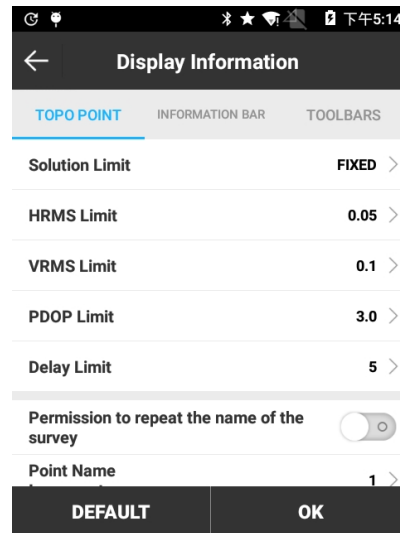 下午5:14
Display Information
TOPO POINT INFORMATION BAR TOOLBARS
Solution Limit FIXED
HRMS Limit 0.05
VRMS Limit 0.1
PDOP Limit 3.0
Delay Limit 5
Permission to repeat the name of the
survey
Point Name
1
DEFAULT OK